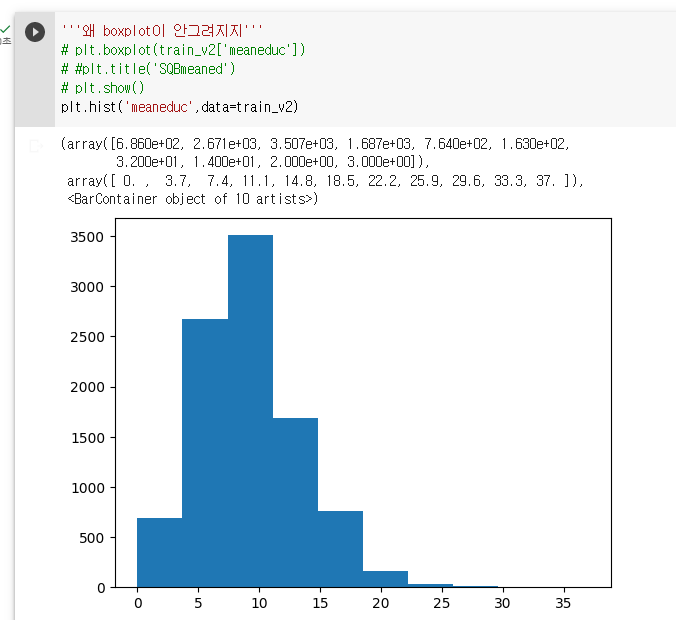 '''왜 boxplot이 안그려지지'''
# plt.boxplot(train_v2['meaneduc'])
# #plt.title('SQBmeaned')
# plt.show()
plt.hist('meaneduc',data=train_v2)
(array([6.860e+02, 2.671e+03, 3.507e+03, 1.687e+03, 7.640e+02, 1.630e+02,
3.200e+01, 1.400e+01, 2.000e+00, 3.000e+00]),
array([ 0. , 3.7, 7.4, 11.1, 14.8, 18.5, 22.2, 25.9, 29.6, 33.3, 37. ]),
<BarContainer object of 10 artists>)
3500
3000
2500
2000
1500
1000
500
0
0 5 10 15 20 25 30 35